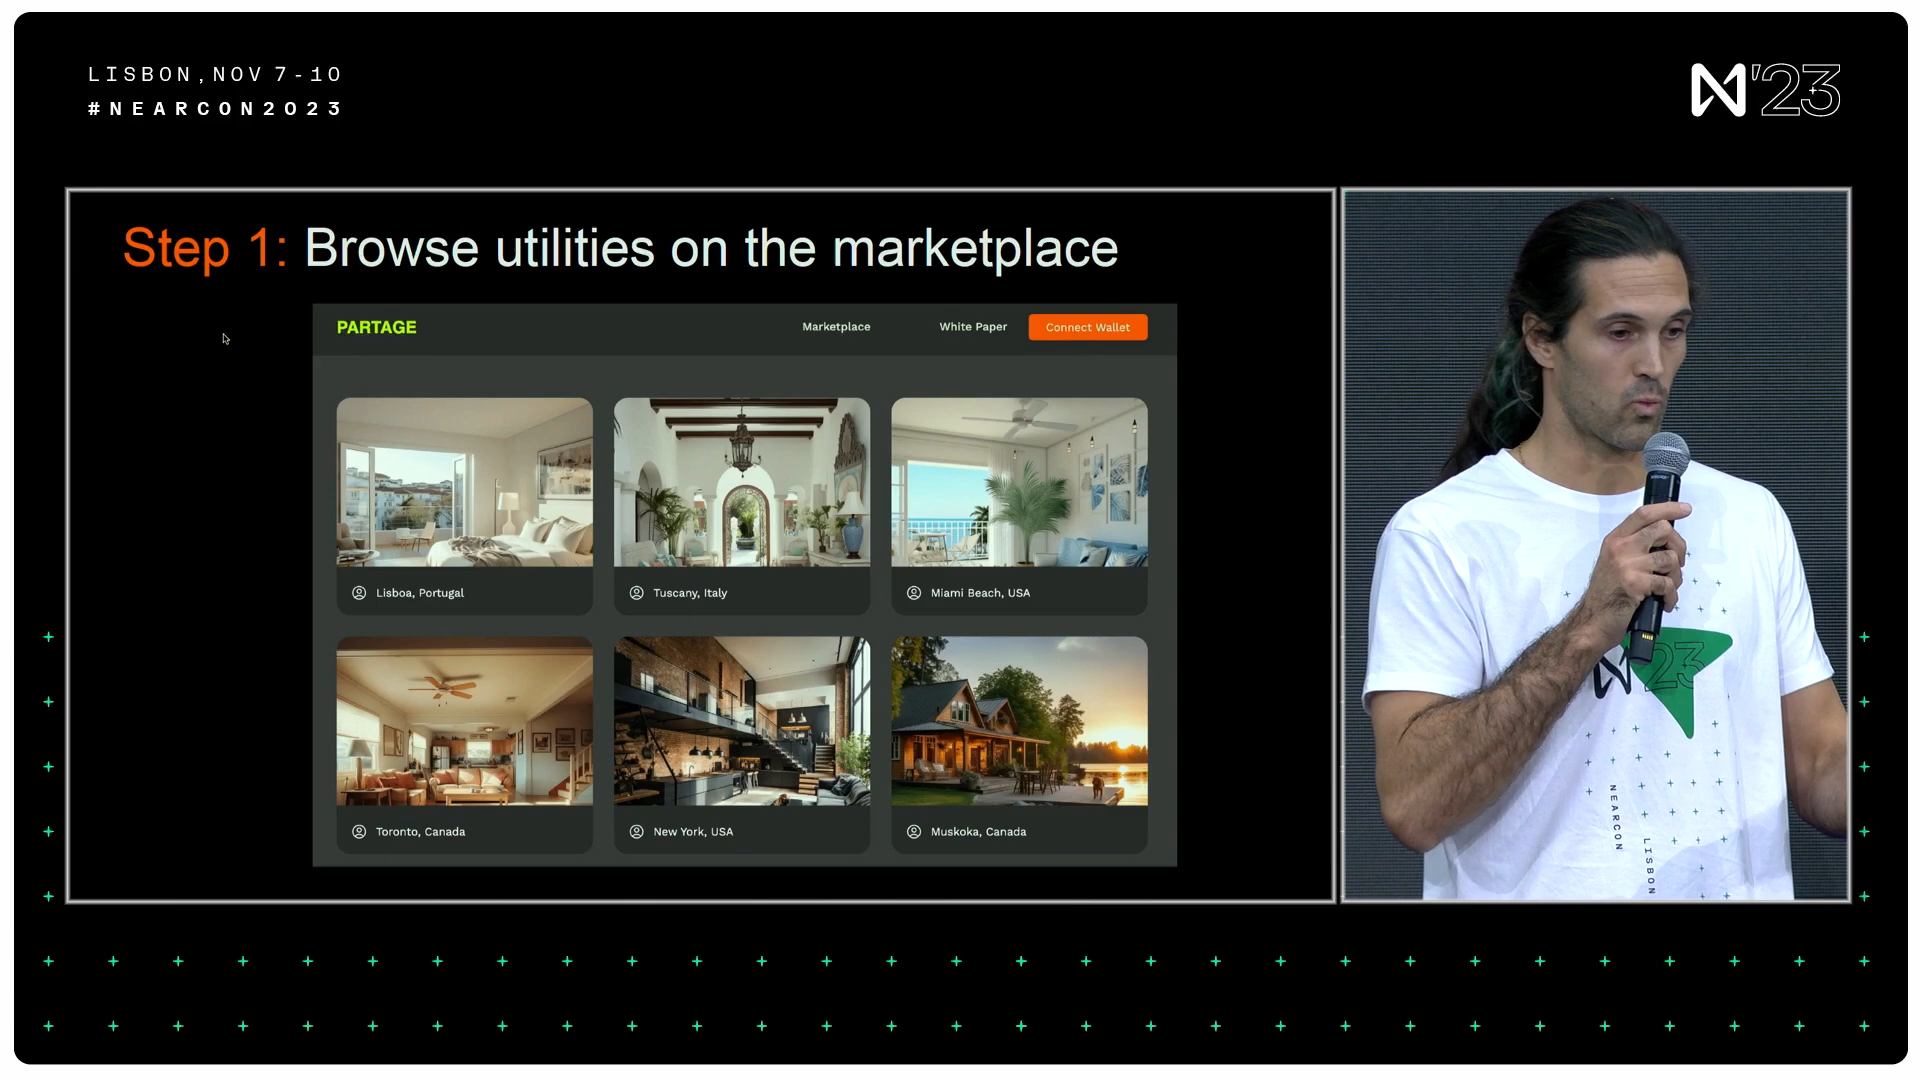 LISBON, NOV 7-10
#NEARCON2023
N'23
Step 1: Browse utilities on the marketplace
PARTAGE
Marketplace
White Paper
Connect Wallet
Lisboa, Portugal
Tuscany, Italy
Miami Beach, USA
Toronto, Canada
New York, USA
Muskoka, Canada
N'23
NEARCON
LISBON